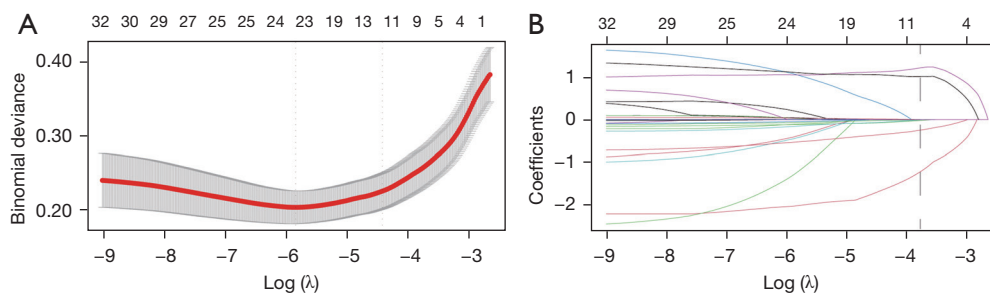 A
32 30 29 27 25 25 23 19 13 11 9 5 4 1
Binomial deviance
0.40
0.30
0.20
−9 −8 −7 −6 −5 −4 −3
Log (λ)
B
32 29 25 24 19 11 4
Coefficients
1
0
−1
−2
−9 −8 −7 −6 −5 −4 −3
Log (λ)